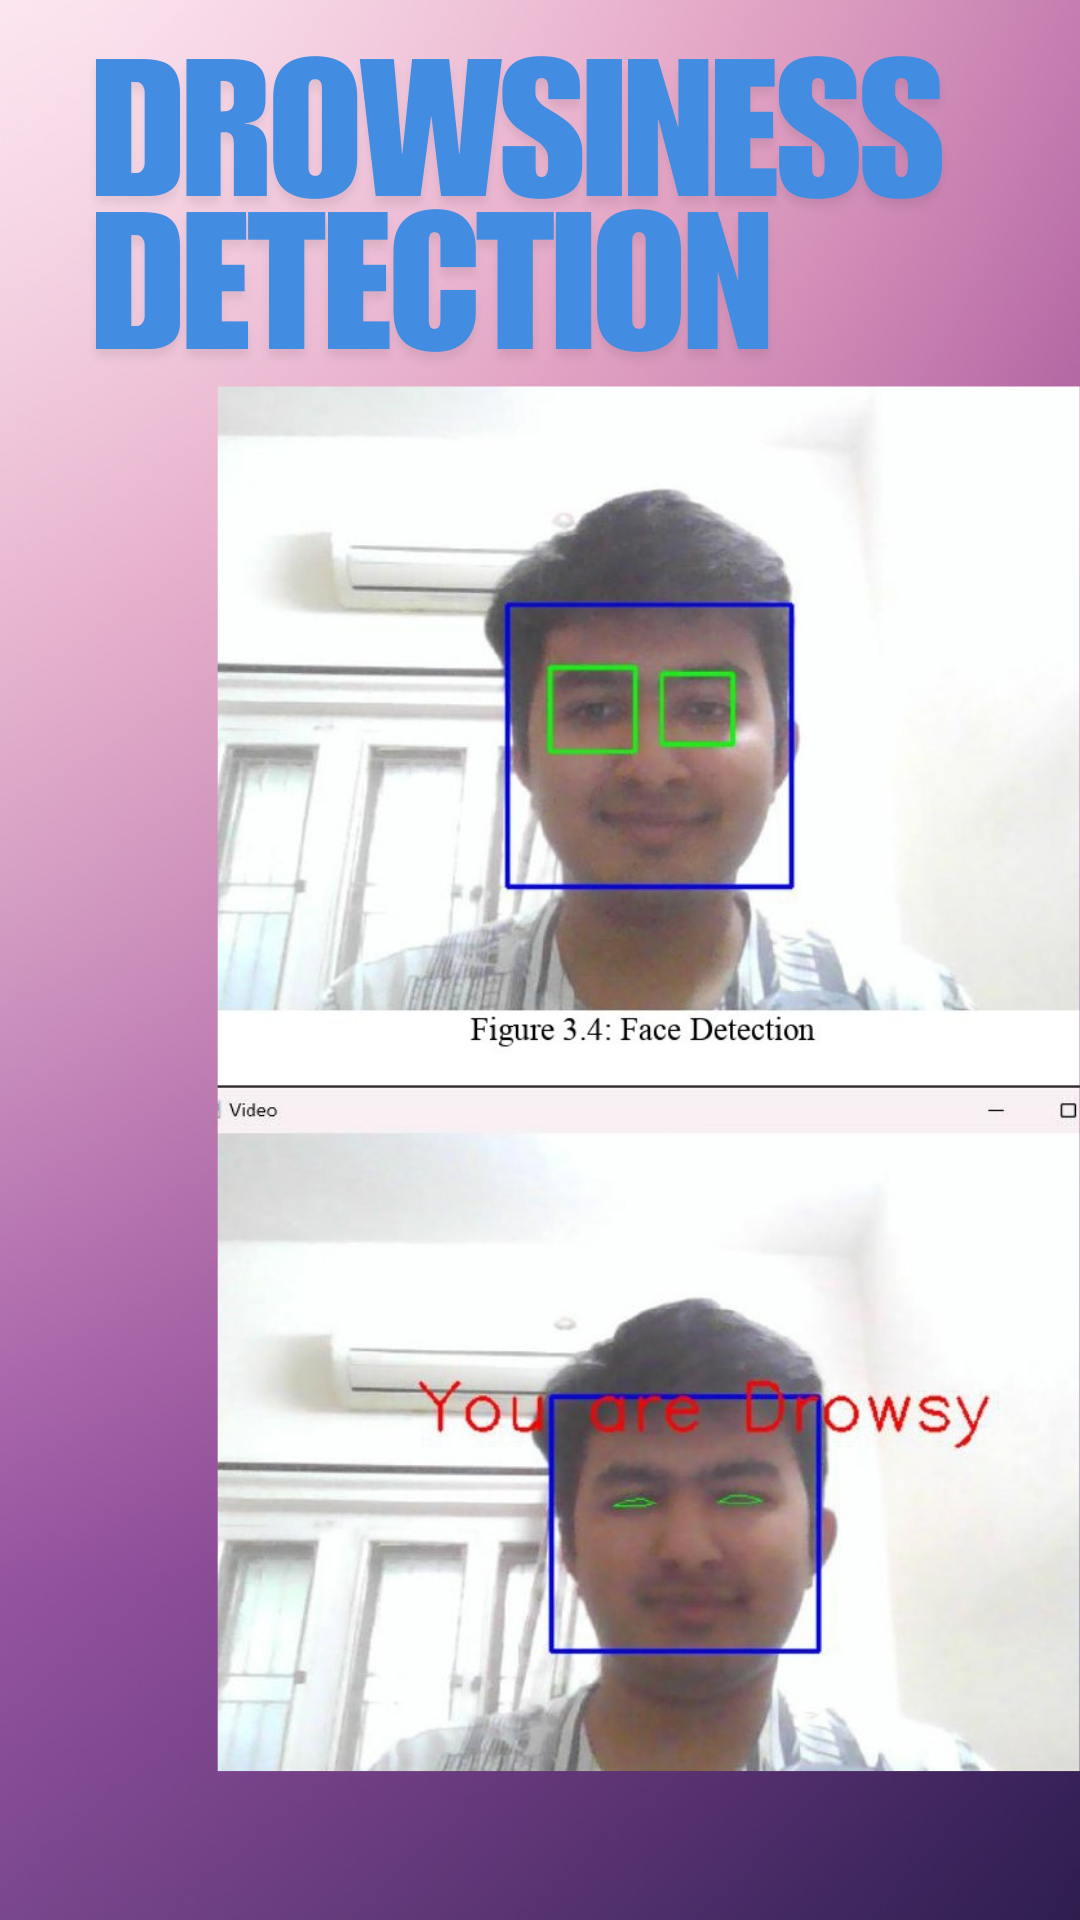 DROWSINESS
DETECTION
Figure 3.4: Face Detection
Video
You are Drowsy